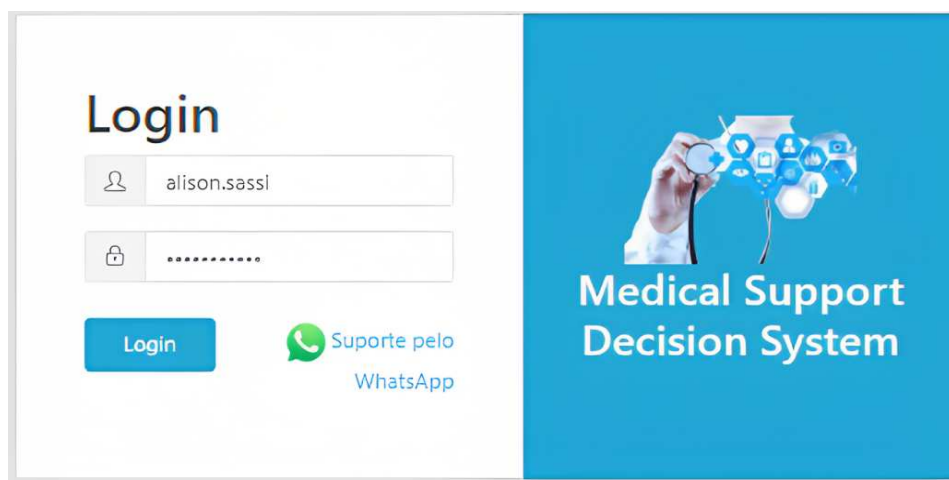 Login
alison.sassi
Login
Suporte pelo
WhatsApp
Medical Support
Decision System